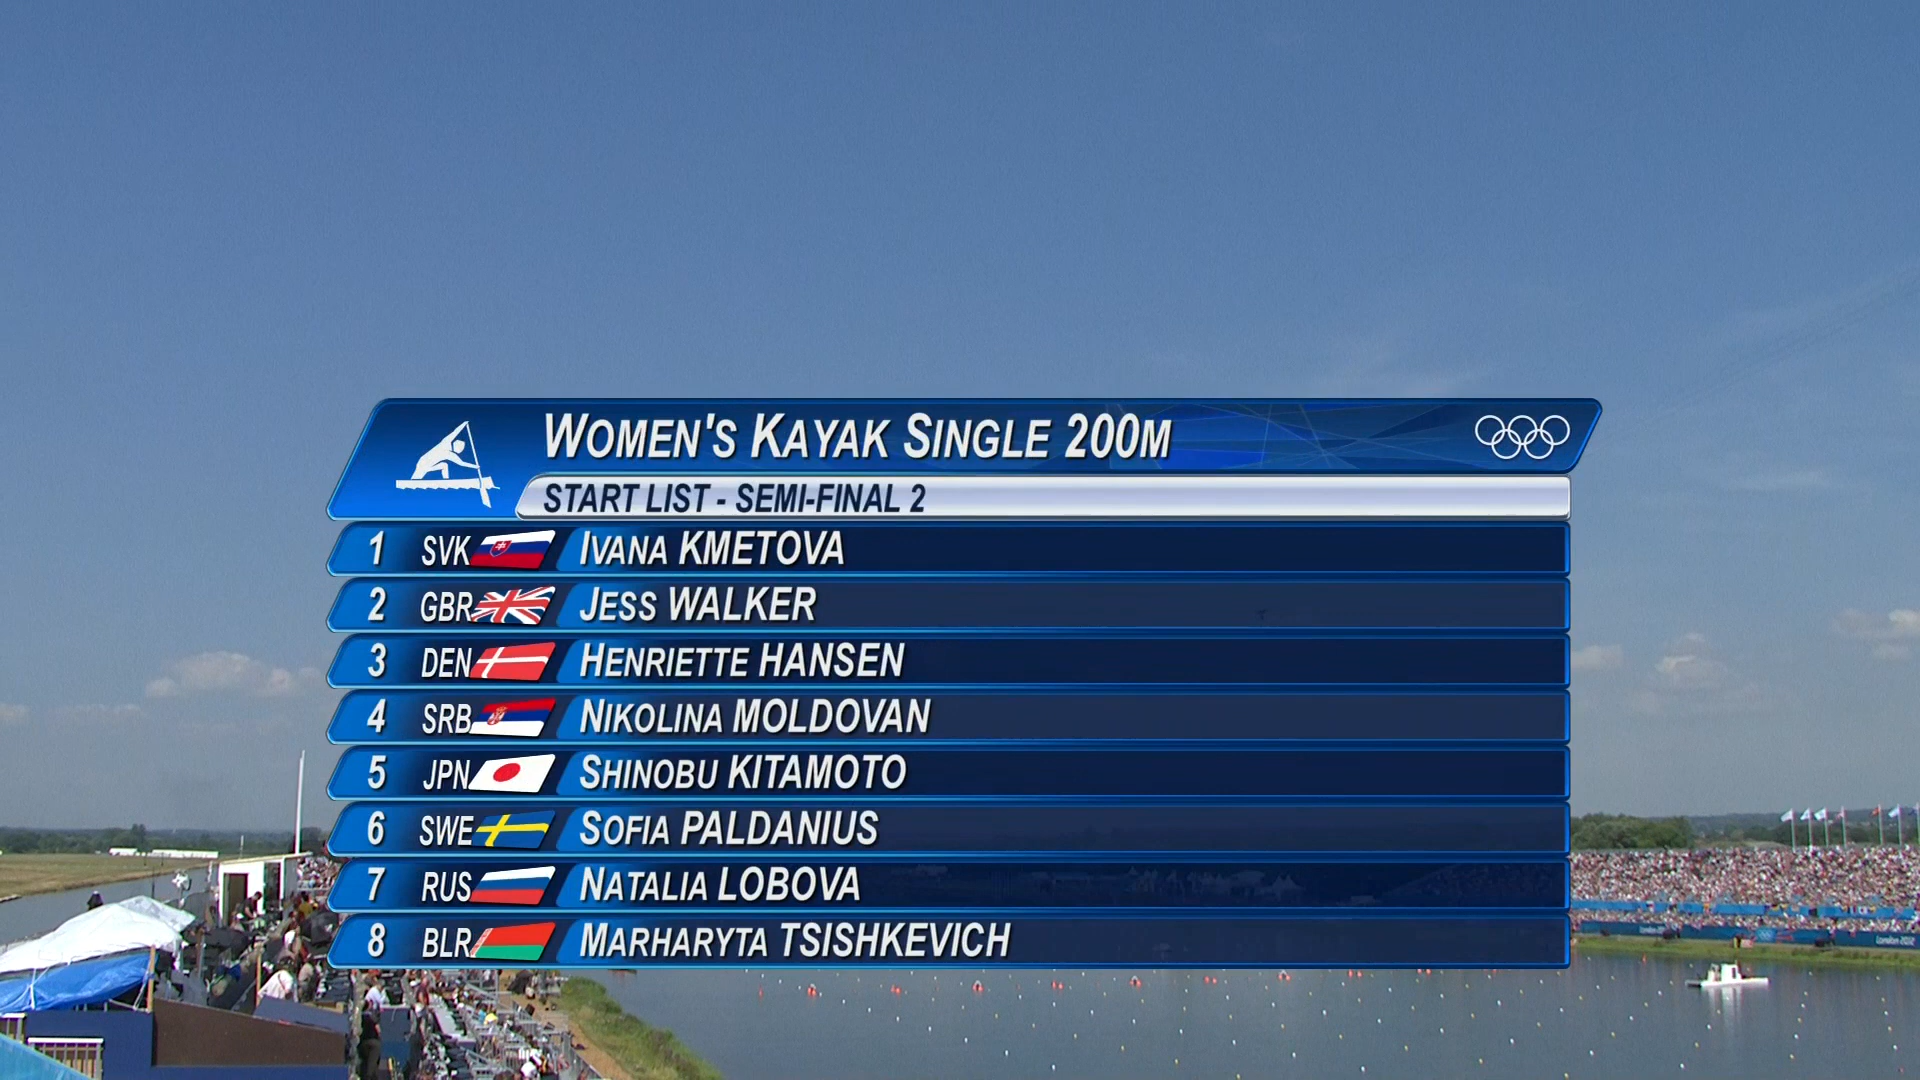 WOMEN'S KAYAK SINGLE 200M
START LIST - SEMI-FINAL 2
1 SVK IVANA KMETOVA
2 GBR JESS WALKER
3 DEN HENRIETTE HANSEN
4 SRB NIKOLINA MOLDOVAN
5 JPN SHINOBU KITAMOTO
6 SWE SOFIA PALDANIUS
7 RUS NATALIA LOBOVA
8 BLR MARHARYTA TSISHKEVICH
London 2012